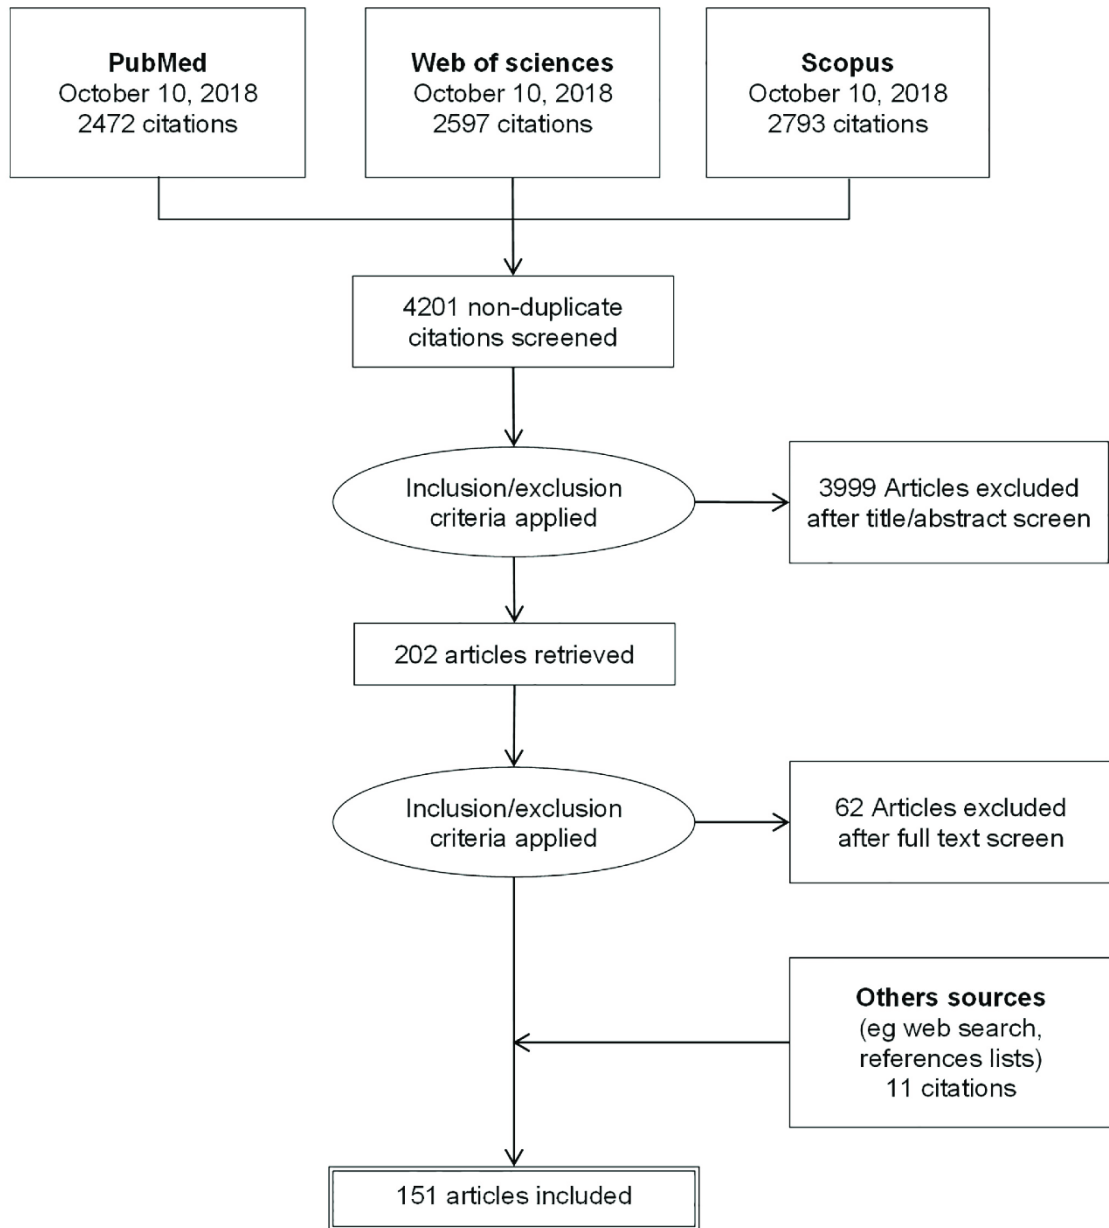 PubMed
October 10, 2018
2472 citations
Web of sciences
October 10, 2018
2597 citations
Scopus
October 10, 2018
2793 citations
4201 non-duplicate
citations screened
Inclusion/exclusion
criteria applied
3999 Articles excluded
after title/abstract screen
202 articles retrieved
Inclusion/exclusion
criteria applied
62 Articles excluded
after full text screen
Others sources
(eg web search,
references lists)
11 citations
151 articles included